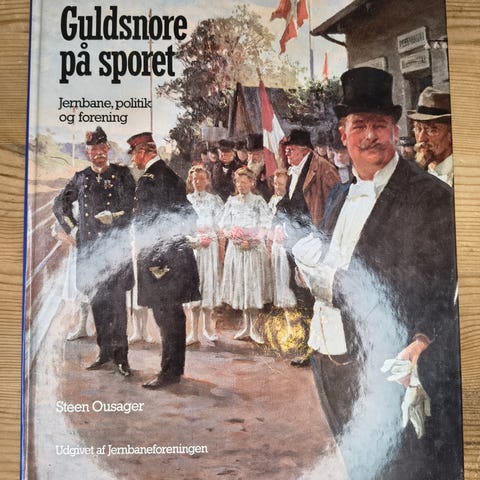 Guldsnore
på sporet
Jernbane, politik
og forening
Steen Ousager
Udgivet af Jernbaneforeningen